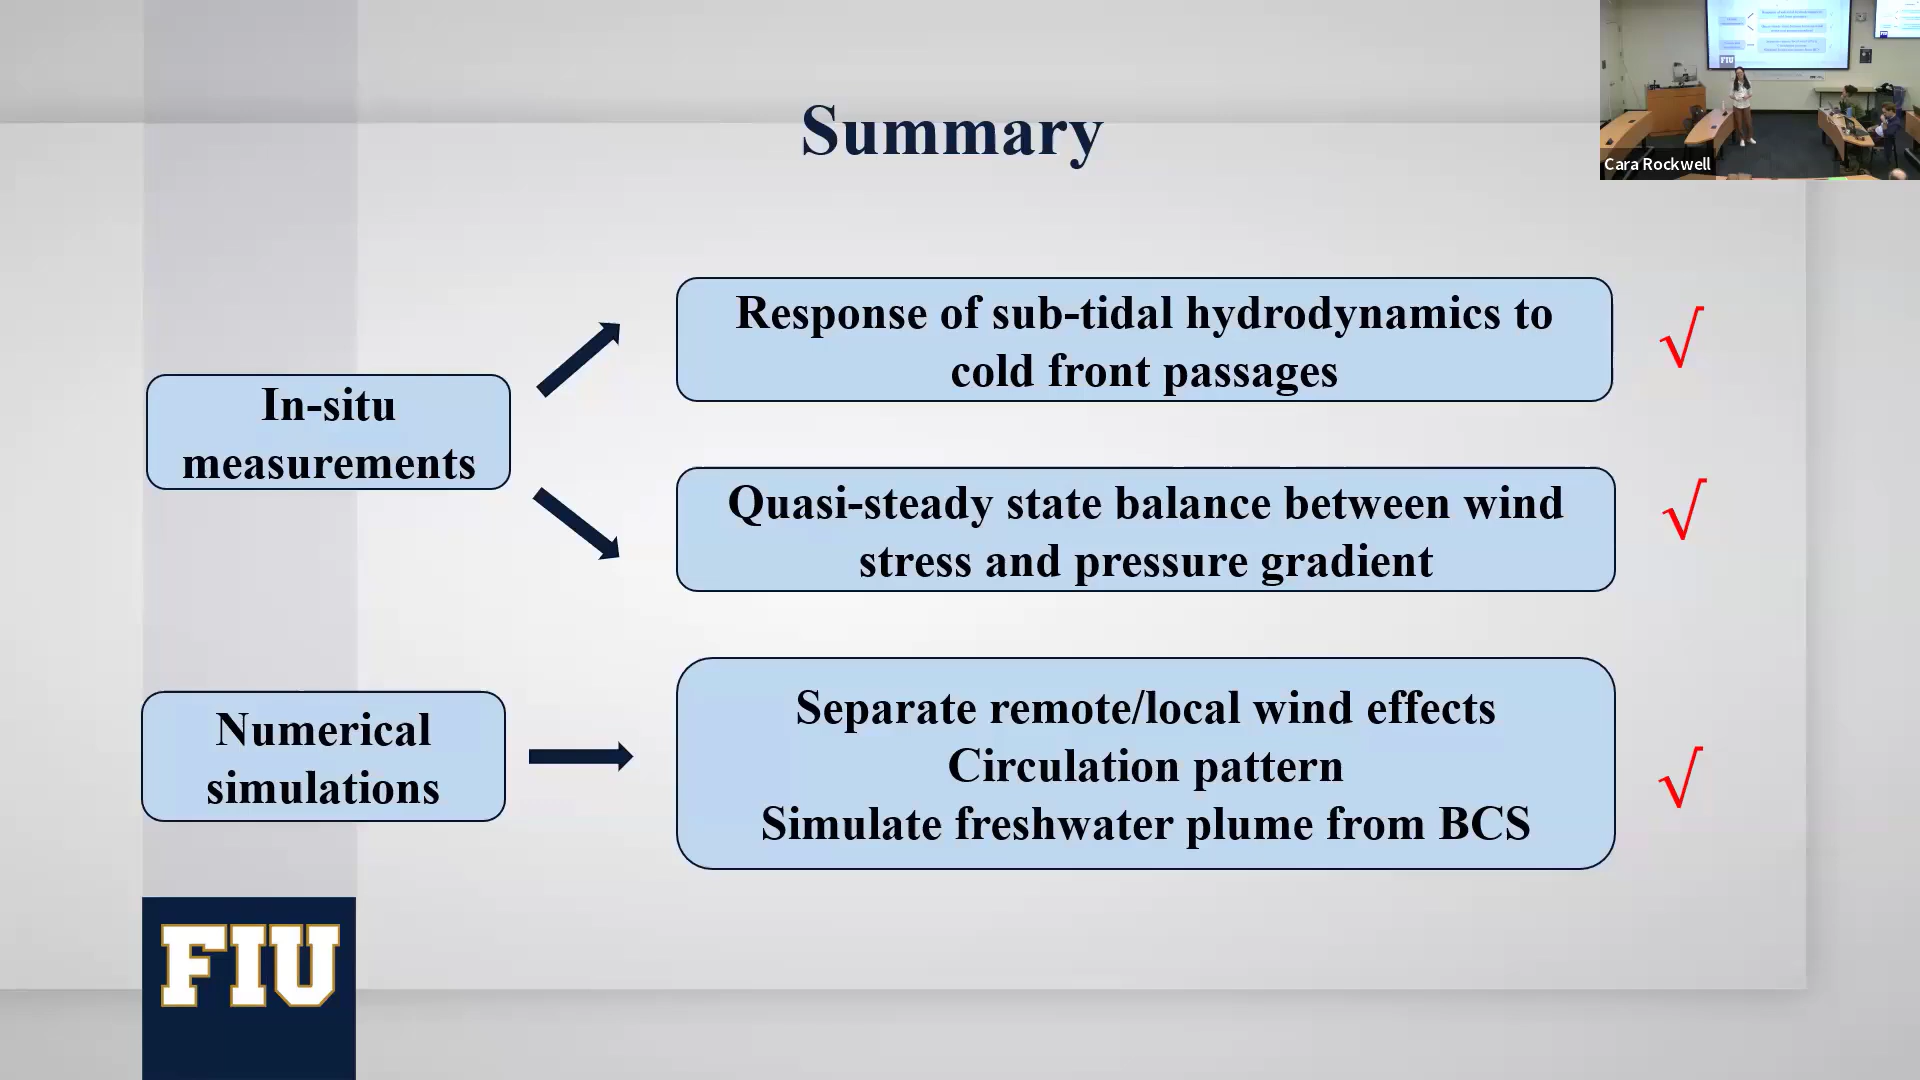 Summary
Cara Rockwell
In-situ
measurements
Response of sub-tidal hydrodynamics to
cold front passages
√
Quasi-steady state balance between wind
stress and pressure gradient
√
Numerical
simulations
Separate remote/local wind effects
Circulation pattern
Simulate freshwater plume from BCS
√
FIU